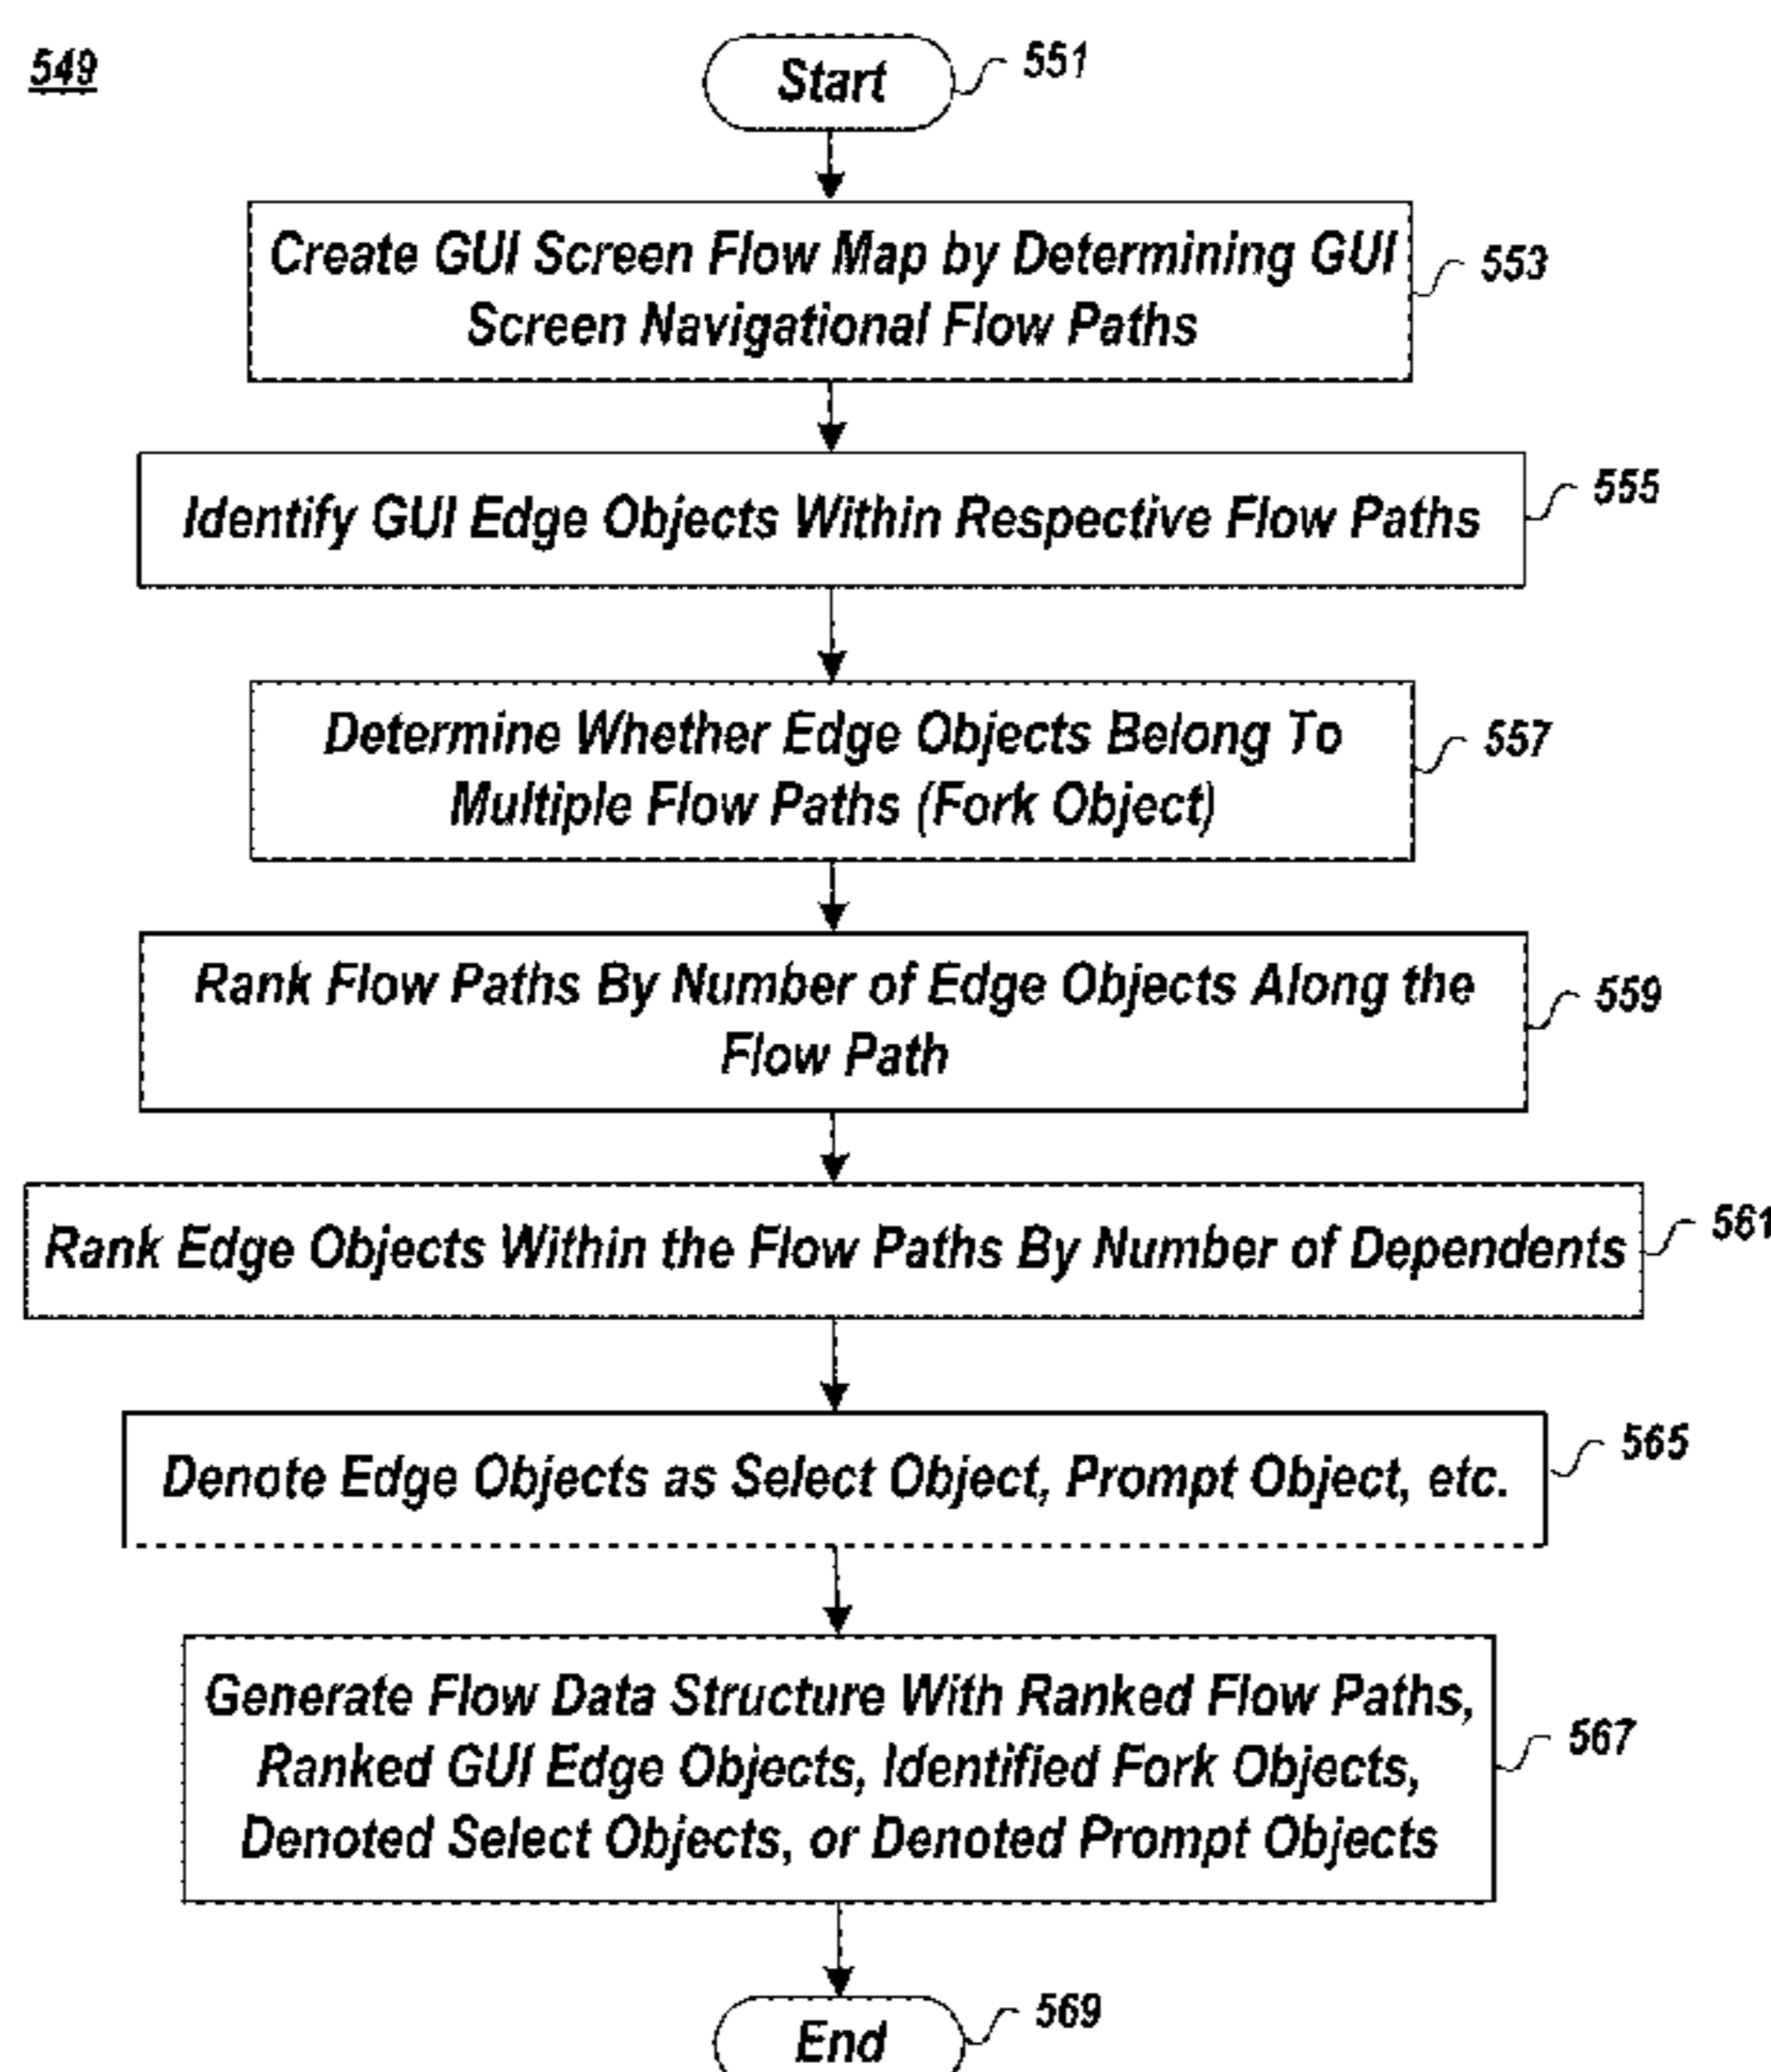 549
Start
551
Create GUI Screen Flow Map by Determining GUI
Screen Navigational Flow Paths
553
Identify GUI Edge Objects Within Respective Flow Paths
555
Determine Whether Edge Objects Belong To
Multiple Flow Paths (Fork Object)
557
Rank Flow Paths By Number of Edge Objects Along the
Flow Path
559
Rank Edge Objects Within the Flow Paths By Number of Dependents
561
Denote Edge Objects as Select Object, Prompt Object, etc.
565
Generate Flow Data Structure With Ranked Flow Paths,
Ranked GUI Edge Objects, Identified Fork Objects,
Denoted Select Objects, or Denoted Prompt Objects
567
End
569